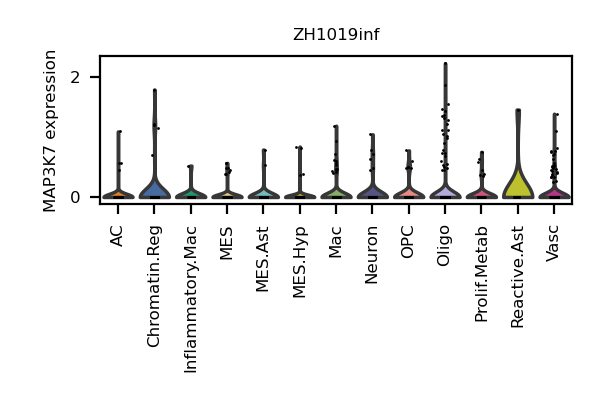 ZH1019inf
MAP3K7 expression
2
0
AC
Chromatin.Reg
Inflammatory.Mac
MES
MES.Ast
MES.Hyp
Mac
Neuron
OPC
Oligo
Prolif.Metab
Reactive.Ast
Vasc